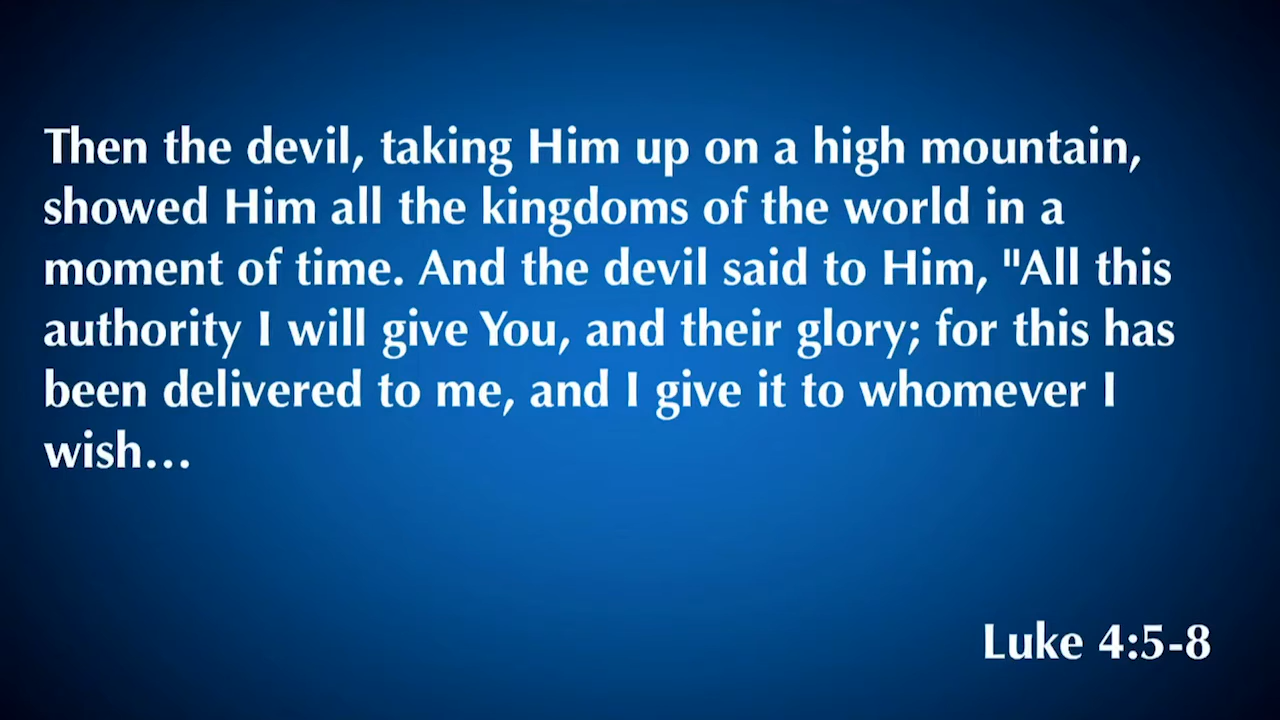 Then the devil, taking Him up on a high mountain,
showed Him all the kingdoms of the world in a
moment of time. And the devil said to Him, "All this
authority I will give You, and their glory; for this has
been delivered to me, and I give it to whomever I
wish...
Luke 4:5-8